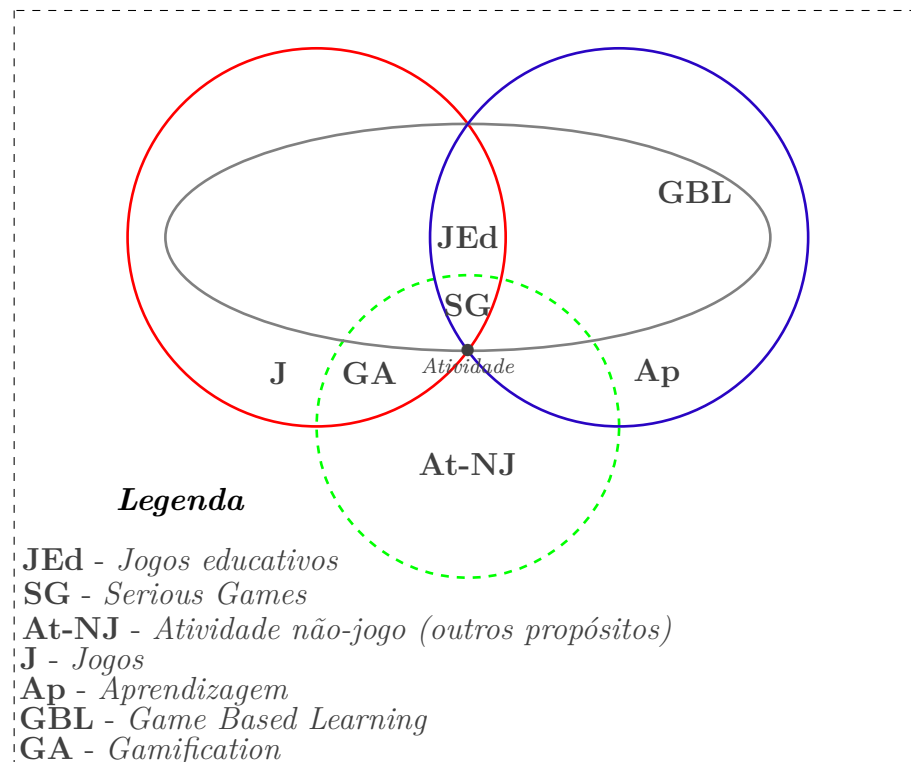 GBL
JEd
SG
Atividade
J
GA
Ap
At-NJ
Legenda
JEd - Jogos educativos
SG - Serious Games
At-NJ - Atividade não-jogo (outros propósitos)
J - Jogos
Ap - Aprendizagem
GBL - Game Based Learning
GA - Gamification